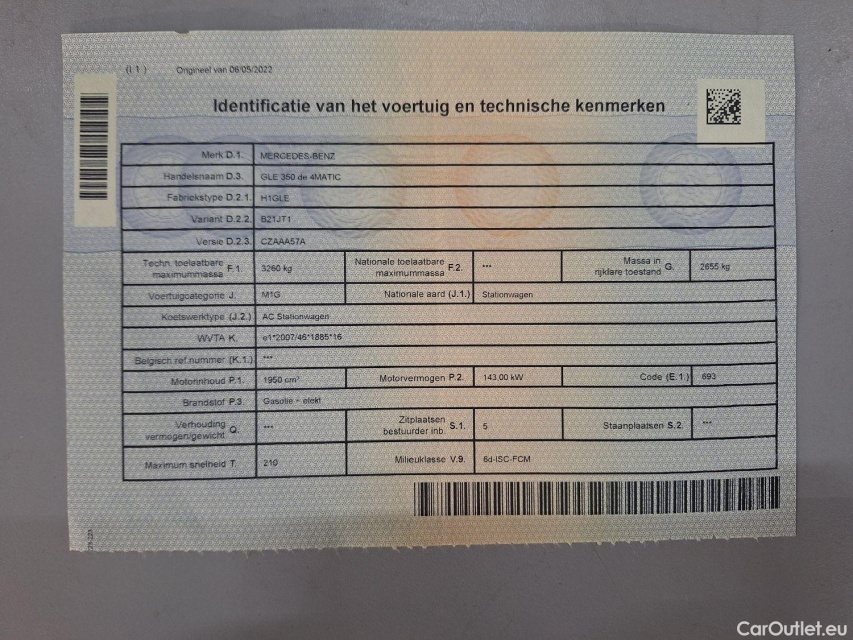 (I.1) Origineel van 06/05/2022
Identificatie van het voertuig en technische kenmerken
Merk D.1. MERCEDES-BENZ
Handelsnaam D.3. GLE 350 de 4MATIC
Fabriekstype D.2.1. H1GLE
Variant D.2.2. B21JT1
Versie D.2.3. CZAAA57A
Techn. toelaatbare maximummassa F.1. 3260 kg Nationale toelaatbare maximummassa F.2. *** Massa in rijklare toestand G. 2655 kg
Voertuigcategorie J. M1G Nationale aard (J.1.) Stationwagen
Koetswerktype (J.2.) AC Stationwagen
WVTA K. e1*2007/46*1885*16
Belgisch ref.nummer (K.1.) ***
Motorinhoud P.1. 1950 cm³ Motorvermogen P.2. 143,00 kW Code (E.1.) 693
Brandstof P.3. Gasolie - elekt
Verhouding vermogen/gewicht Q. *** Zitplaatsen bestuurder inb. S.1. 5 Staanplaatsen S.2. ***
Maximum snelheid T. 210 Milieuklasse V.9. 6d-ISC-FCM
CarOutlet.eu